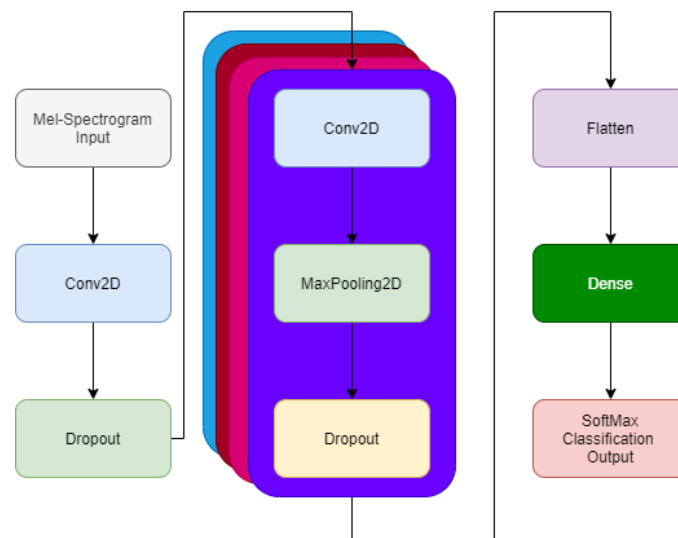 Mel-Spectrogram
Input
Conv2D
Dropout
Conv2D
MaxPooling2D
Dropout
Flatten
Dense
SoftMax
Classification
Output